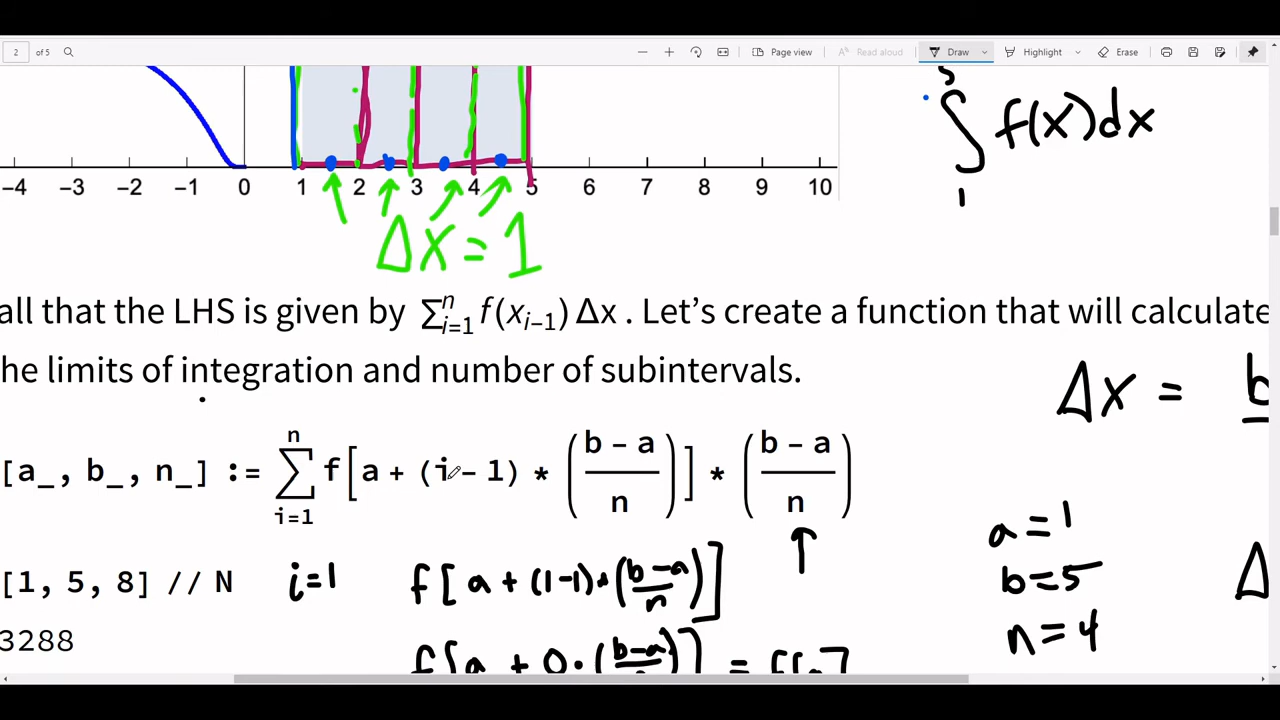 2 of 5 Page view Read aloud Draw Highlight Erase
5
∫ f(x)dx
1
-4 -3 -2 -1 0 1 2 3 4 5 6 7 8 9 10
Δx = 1
all that the LHS is given by ∑ⁿᵢ₌₁ f(xᵢ₋₁) Δx . Let’s create a function that will calculate
he limits of integration and number of subintervals.
Δx = b
[a_, b_, n_] := ∑ⁿᵢ₌₁ f[a + (i - 1) * ((b - a)/n)] * ((b - a)/n)
a = 1
[1, 5, 8] // N i=1 f[a + (1-1)*((b-a)/n)] b=5 Δ
3288 n=4
f[a + 0·(b-a)] = f[a]